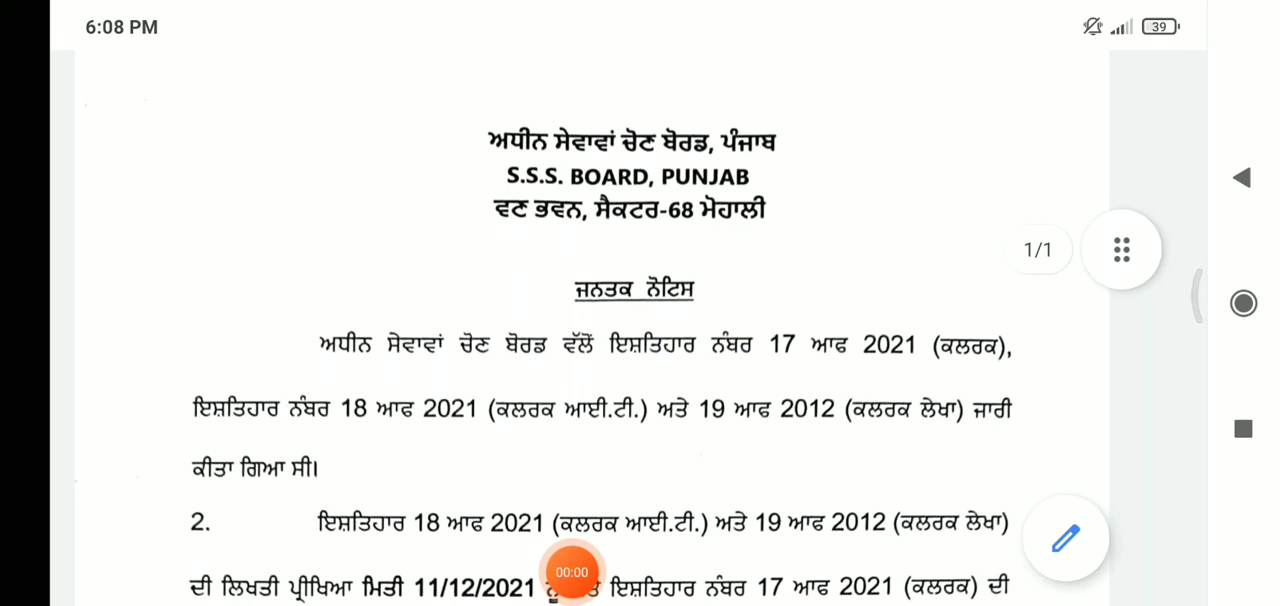 6:08 PM
39
ਅਧੀਨ ਸੇਵਾਵਾਂ ਚੋਣ ਬੋਰਡ, ਪੰਜਾਬ
S.S.S. BOARD, PUNJAB
ਵਣ ਭਵਨ, ਸੈਕਟਰ-68 ਮੋਹਾਲੀ
1/1
ਜਨਤਕ ਨੋਟਿਸ
ਅਧੀਨ ਸੇਵਾਵਾਂ ਚੋਣ ਬੋਰਡ ਵੱਲੋਂ ਇਸ਼ਤਿਹਾਰ ਨੰਬਰ 17 ਆਫ 2021 (ਕਲਰਕ),
ਇਸ਼ਤਿਹਾਰ ਨੰਬਰ 18 ਆਫ 2021 (ਕਲਰਕ ਆਈ.ਟੀ.) ਅਤੇ 19 ਆਫ 2012 (ਕਲਰਕ ਲੇਖਾ) ਜਾਰੀ
ਕੀਤਾ ਗਿਆ ਸੀ।
2. ਇਸ਼ਤਿਹਾਰ 18 ਆਫ 2021 (ਕਲਰਕ ਆਈ.ਟੀ.) ਅਤੇ 19 ਆਫ 2012 (ਕਲਰਕ ਲੇਖਾ)
ਦੀ ਲਿਖਤੀ ਪ੍ਰੀਖਿਆ ਮਿਤੀ 11/12/2021 ਇਸ਼ਤਿਹਾਰ ਨੰਬਰ 17 ਆਫ 2021 (ਕਲਰਕ) ਦੀ
00:00